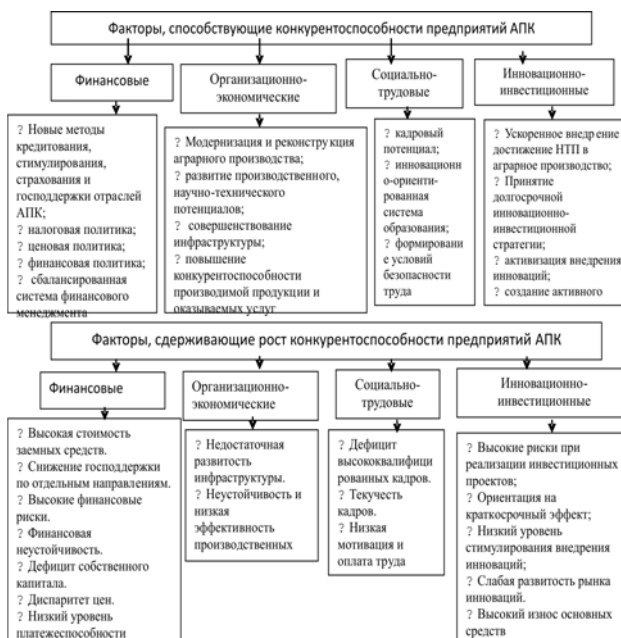 Факторы, способствующие конкурентоспособности предприятий АПК
Финансовые
? Новые методы
кредитования,
стимулирования,
страхования и
господдержки отраслей
АПК;
? налоговая политика;
? ценовая политика;
? финансовая политика;
? сбалансированная
система финансового
менеджмента
Организационно-
экономические
? Модернизация и реконструкция
аграрного производства;
? развитие производственного,
научно-технического
потенциалов;
? совершенствование
инфраструктуры;
? повышение
конкурентоспособности
производимой продукции и
оказываемых услуг
Социально-
трудовые
? кадровый
потенциал;
? инновационн
о-ориенти-
рованная
система
образования;
? формировани
е условий
безопасности
труда
Инновационно-
инвестиционные
? Ускоренное внедрение
достижение НТП в
аграрное производство;
? Принятие
долгосрочной
инновационно-
инвестиционной
стратегии;
? активизация внедрения
инноваций;
? создание активного
Факторы, сдерживающие рост конкурентоспособности предприятий АПК
Финансовые
? Высокая стоимость
заемных средств.
? Снижение господдержки
по отдельным направлениям.
? Высокие финансовые
риски.
? Финансовая
неустойчивость.
? Дефицит собственного
капитала.
? Диспаритет цен.
? Низкий уровень
платежеспособности
Организационно-
экономические
? Недостаточная
развитость
инфраструктуры.
? Неустойчивость и
низкая
эффективность
производственных
Социально-
трудовые
? Дефицит
высококвалифици
рованных кадров.
? Текучесть
кадров.
? Низкая
мотивация и
оплата труда
Инновационно-
инвестиционные
? Высокие риски при
реализации инвестиционных
проектов;
? Ориентация на
краткосрочный эффект;
? Низкий уровень
стимулирования внедрения
инноваций;
? Слабая развитость рынка
инноваций.
? Высокий износ основных
средств